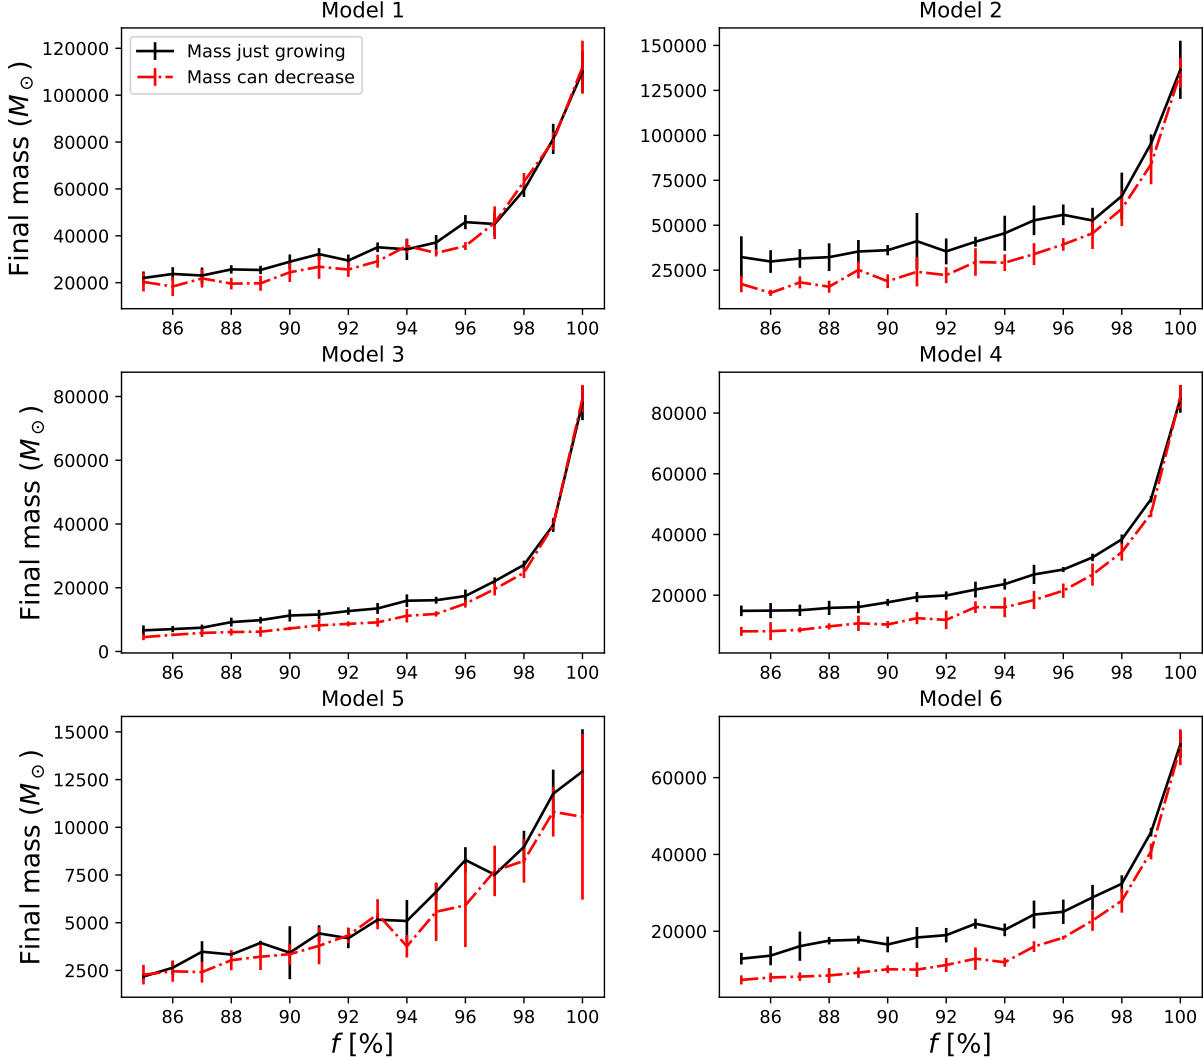 Model 1
Final mass (M⊙)
120000
100000
80000
60000
40000
20000
Mass just growing
Mass can decrease
86 88 90 92 94 96 98 100
Model 2
150000
125000
100000
75000
50000
25000
86 88 90 92 94 96 98 100
Model 3
Final mass (M⊙)
80000
60000
40000
20000
0
86 88 90 92 94 96 98 100
Model 4
80000
60000
40000
20000
86 88 90 92 94 96 98 100
Model 5
Final mass (M⊙)
15000
12500
10000
7500
5000
2500
86 88 90 92 94 96 98 100
f [%]
Model 6
60000
40000
20000
86 88 90 92 94 96 98 100
f [%]